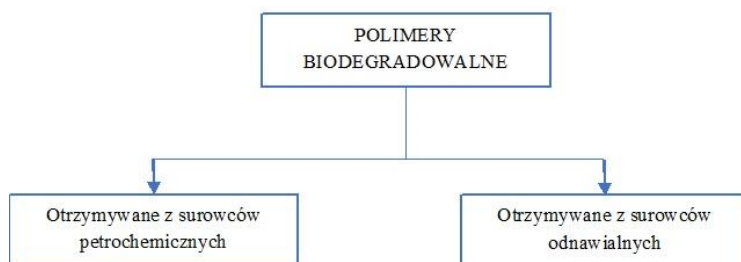 POLIMERY
BIODEGRADOWALNE
Otrzymywane z surowców
petrochemicznych
Otrzymywane z surowców
odnawialnych